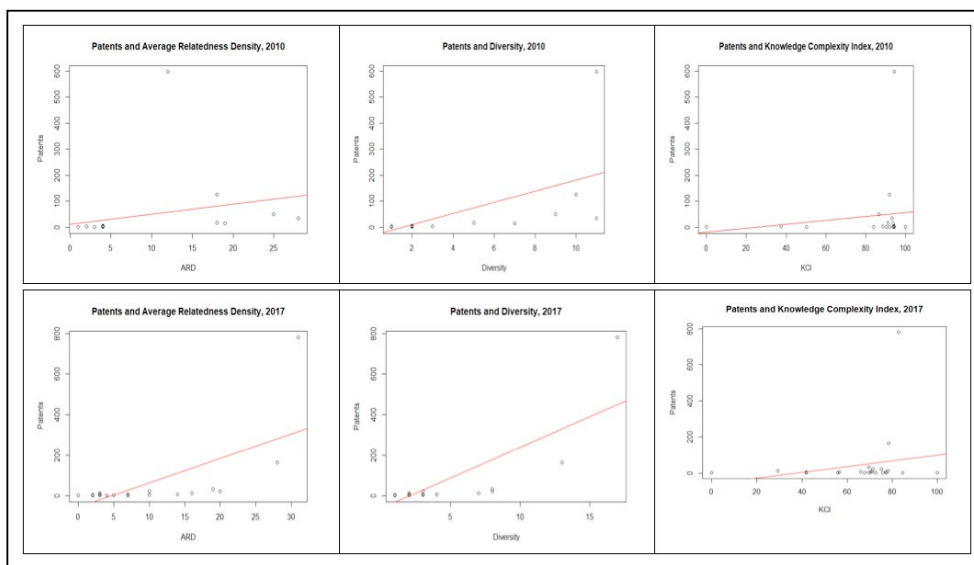 Patents and Average Relatedness Density, 2010
Patents
0 100 200 300 400 500 600
0 5 10 15 20 25
ARD
Patents and Diversity, 2010
Patents
0 100 200 300 400 500 600
2 4 6 8 10
Diversity
Patents and Knowledge Complexity Index, 2010
Patents
0 100 200 300 400 500 600
0 20 40 60 80 100
KCI
Patents and Average Relatedness Density, 2017
Patents
0 200 400 600 800
0 5 10 15 20 25 30
ARD
Patents and Diversity, 2017
Patents
0 200 400 600 800
5 10 15
Diversity
Patents and Knowledge Complexity Index, 2017
Patents
0 200 400 600 800
0 20 40 60 80 100
KCI